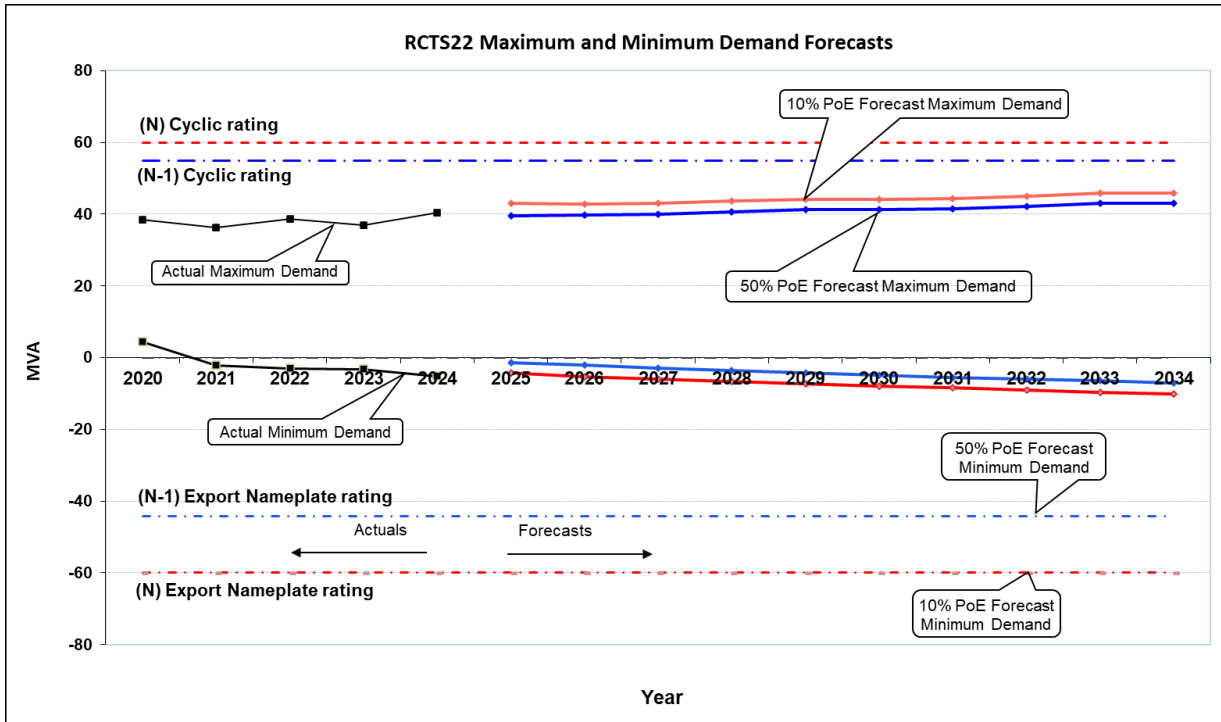 RCTS22 Maximum and Minimum Demand Forecasts
80
10% PoE Forecast Maximum Demand
(N) Cyclic rating
60
(N-1) Cyclic rating
40
Actual Maximum Demand
50% PoE Forecast Maximum Demand
20
MVA
0
2020 2021 2022 2023 2024 2025 2026 2027 2028 2029 2030 2031 2032 2033 2034
Actual Minimum Demand
-20
50% PoE Forecast
Minimum Demand
(N-1) Export Nameplate rating
-40
Actuals Forecasts
-60
(N) Export Nameplate rating
10% PoE Forecast
Minimum Demand
-80
Year